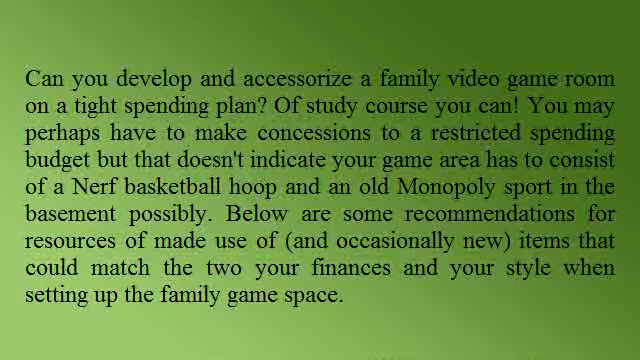 Can you develop and accessorize a family video game room
on a tight spending plan? Of study course you can! You may
perhaps have to make concessions to a restricted spending
budget but that doesn't indicate your game area has to consist
of a Nerf basketball hoop and an old Monopoly sport in the
basement possibly. Below are some recommendations for
resources of made use of (and occasionally new) items that
could match the two your finances and your style when
setting up the family game space.